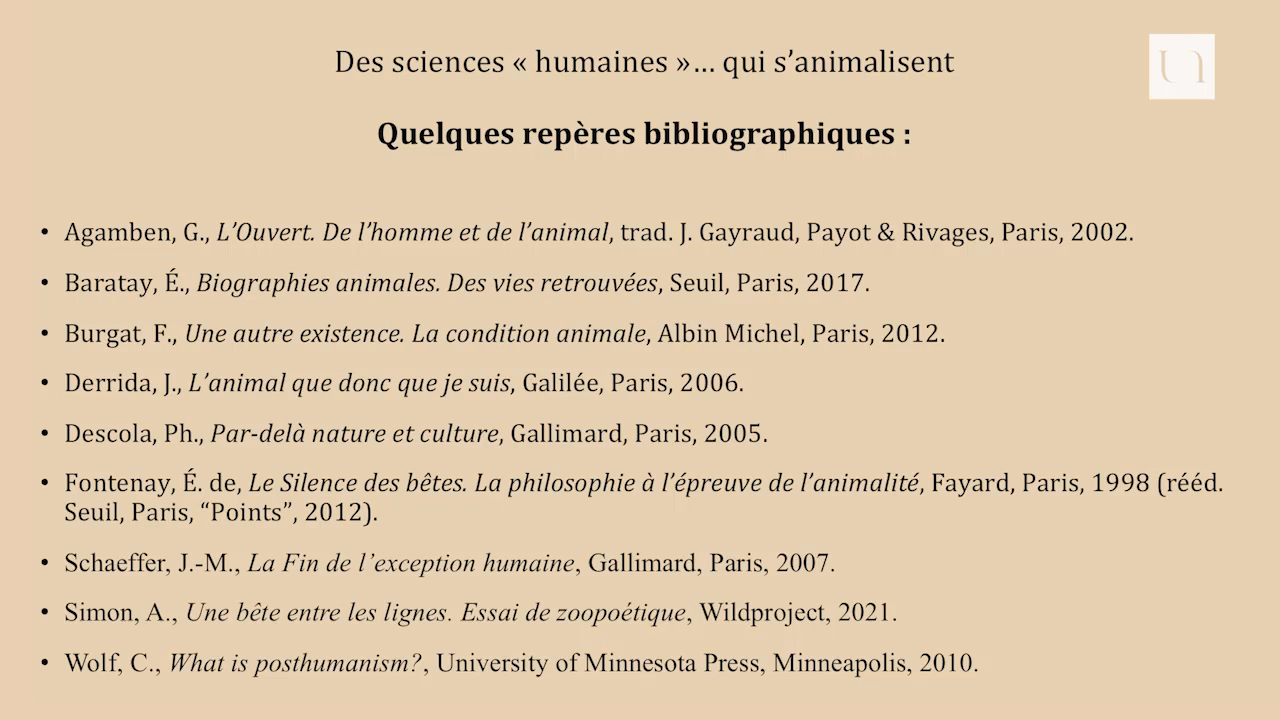 Des sciences « humaines »… qui s’animalisent
Quelques repères bibliographiques :
• Agamben, G., L’Ouvert. De l’homme et de l’animal, trad. J. Gayraud, Payot & Rivages, Paris, 2002.
• Baratay, É., Biographies animales. Des vies retrouvées, Seuil, Paris, 2017.
• Burgat, F., Une autre existence. La condition animale, Albin Michel, Paris, 2012.
• Derrida, J., L’animal que donc que je suis, Galilée, Paris, 2006.
• Descola, Ph., Par-delà nature et culture, Gallimard, Paris, 2005.
• Fontenay, É. de, Le Silence des bêtes. La philosophie à l’épreuve de l’animalité, Fayard, Paris, 1998 (rééd.
Seuil, Paris, “Points”, 2012).
• Schaeffer, J.-M., La Fin de l’exception humaine, Gallimard, Paris, 2007.
• Simon, A., Une bête entre les lignes. Essai de zoopoétique, Wildproject, 2021.
• Wolf, C., What is posthumanism?, University of Minnesota Press, Minneapolis, 2010.